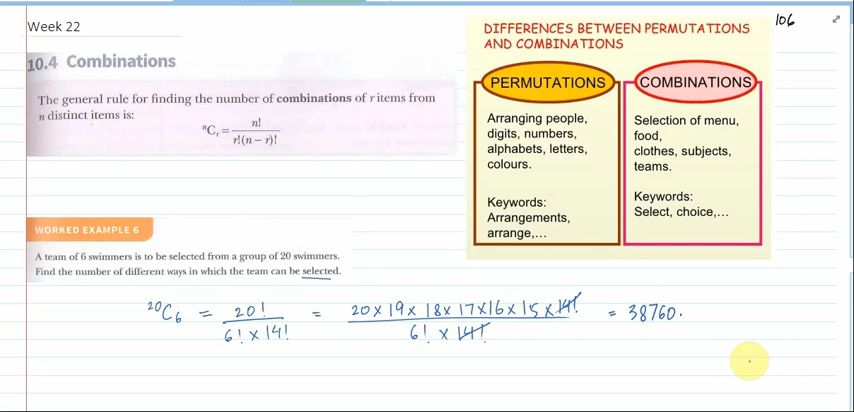 Week 22
106
10.4 Combinations
The general rule for finding the number of combinations of r items from
n distinct items is:
ⁿCᵣ = n! / r!(n − r)!
DIFFERENCES BETWEEN PERMUTATIONS
AND COMBINATIONS
PERMUTATIONS
Arranging people,
digits, numbers,
alphabets, letters,
colours.
Keywords:
Arrangements,
arrange,...
COMBINATIONS
Selection of menu,
food,
clothes, subjects,
teams.
Keywords:
Select, choice,...
WORKED EXAMPLE 6
A team of 6 swimmers is to be selected from a group of 20 swimmers.
Find the number of different ways in which the team can be selected.
²⁰C₆ = 20! / 6! × 14! = 20 × 19 × 18 × 17 × 16 × 15 × 14! / 6! × 14! = 38760.